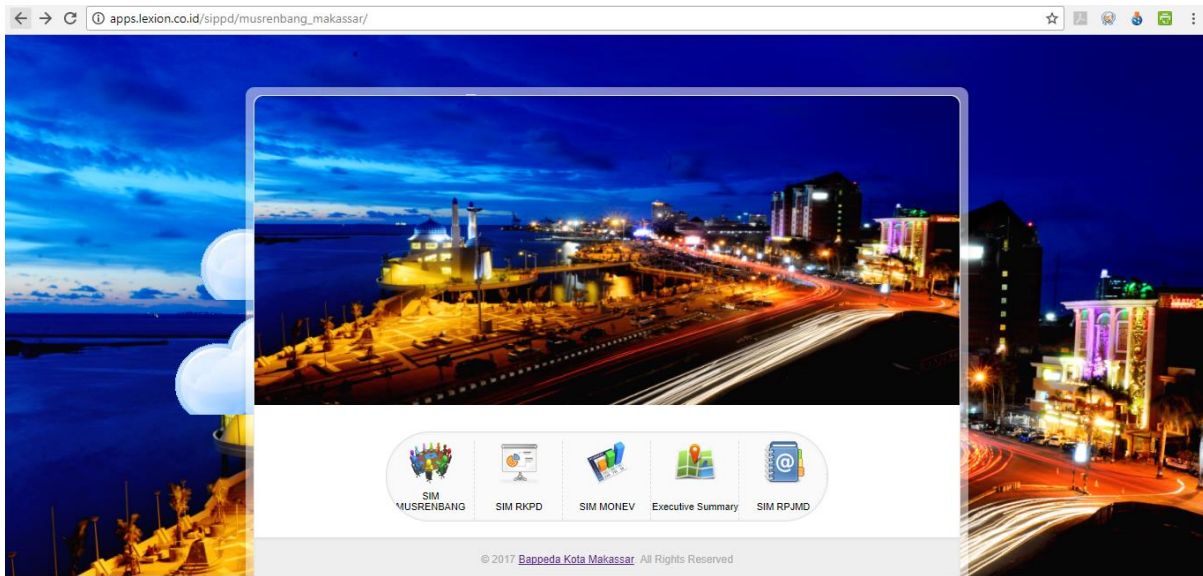 apps.lexion.co.id/sippd/musrenbang_makassar/
SIM
MUSRENBANG
SIM RKPD
SIM MONEV
Executive Summary
SIM RPJMD
© 2017 Bappeda Kota Makassar. All Rights Reserved